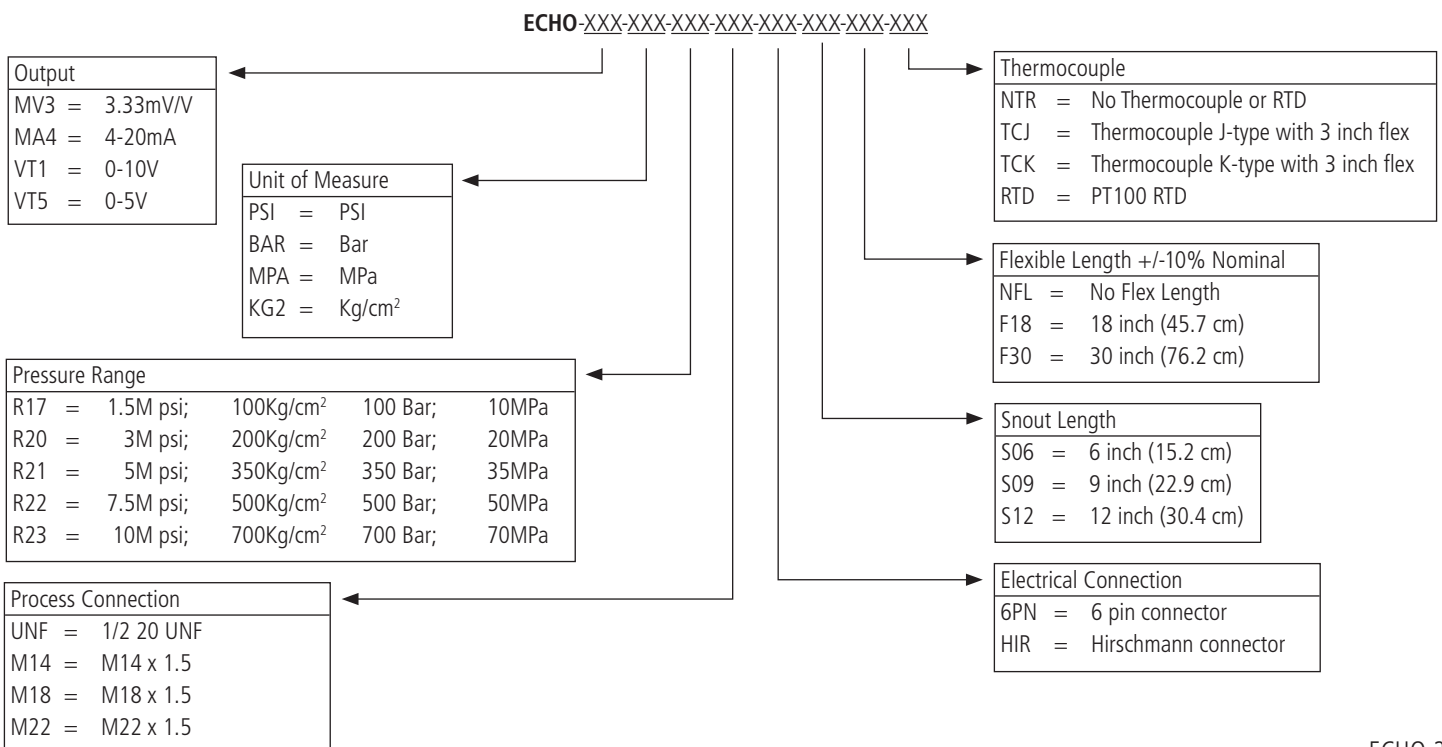 ECHO-XXX-XXX-XXX-XXX-XXX-XXX-XXX-XXX
Output
MV3 = 3.33mV/V
MA4 = 4-20mA
VT1 = 0-10V
VT5 = 0-5V
Unit of Measure
PSI = PSI
BAR = Bar
MPA = MPa
KG2 = Kg/cm²
Pressure Range
R17 = 1.5M psi; 100Kg/cm² 100 Bar; 10MPa
R20 = 3M psi; 200Kg/cm² 200 Bar; 20MPa
R21 = 5M psi; 350Kg/cm² 350 Bar; 35MPa
R22 = 7.5M psi; 500Kg/cm² 500 Bar; 50MPa
R23 = 10M psi; 700Kg/cm² 700 Bar; 70MPa
Process Connection
UNF = 1/2 20 UNF
M14 = M14 x 1.5
M18 = M18 x 1.5
M22 = M22 x 1.5
Thermocouple
NTR = No Thermocouple or RTD
TCJ = Thermocouple J-type with 3 inch flex
TCK = Thermocouple K-type with 3 inch flex
RTD = PT100 RTD
Flexible Length +/-10% Nominal
NFL = No Flex Length
F18 = 18 inch (45.7 cm)
F30 = 30 inch (76.2 cm)
Snout Length
S06 = 6 inch (15.2 cm)
S09 = 9 inch (22.9 cm)
S12 = 12 inch (30.4 cm)
Electrical Connection
6PN = 6 pin connector
HIR = Hirschmann connector